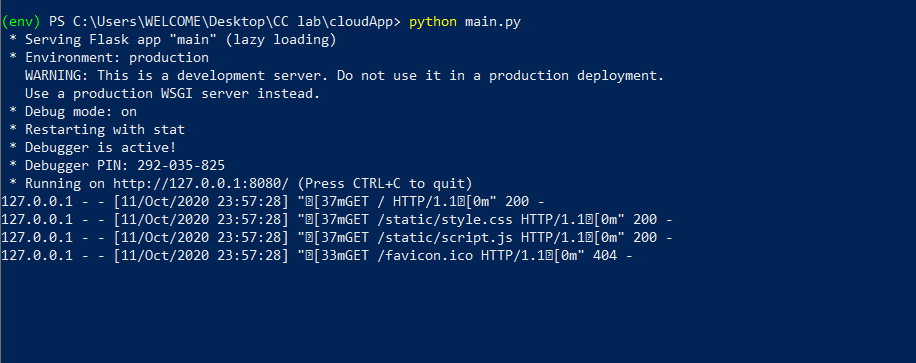 (env) PS C:\Users\WELCOME\Desktop\CC lab\cloudApp> python main.py
 * Serving Flask app "main" (lazy loading)
 * Environment: production
   WARNING: This is a development server. Do not use it in a production deployment.
   Use a production WSGI server instead.
 * Debug mode: on
 * Restarting with stat
 * Debugger is active!
 * Debugger PIN: 292-035-825
 * Running on http://127.0.0.1:8080/ (Press CTRL+C to quit)
127.0.0.1 - - [11/Oct/2020 23:57:28] "�[37mGET / HTTP/1.1�[0m" 200 -
127.0.0.1 - - [11/Oct/2020 23:57:28] "�[37mGET /static/style.css HTTP/1.1�[0m" 200 -
127.0.0.1 - - [11/Oct/2020 23:57:28] "�[37mGET /static/script.js HTTP/1.1�[0m" 200 -
127.0.0.1 - - [11/Oct/2020 23:57:28] "�[33mGET /favicon.ico HTTP/1.1�[0m" 404 -